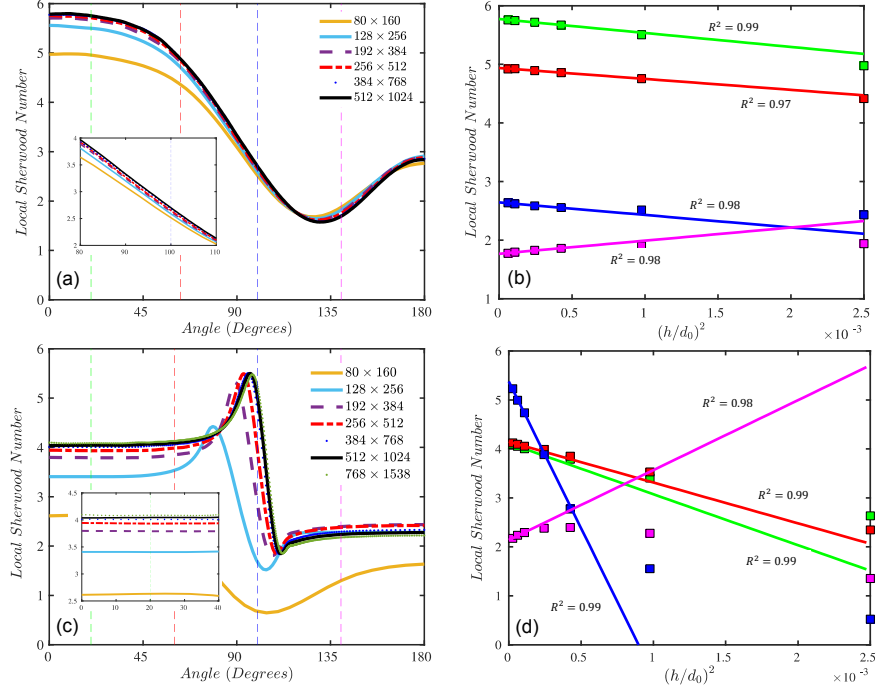 6
5
4
3
2
1
0
Local Sherwood Number
0
45
90
135
180
Angle (Degrees)
80 × 160
128 × 256
192 × 384
256 × 512
384 × 768
512 × 1024
4
3.5
3
2.5
2
80
90
100
110
(a)
6
5
4
3
2
1
Local Sherwood Number
0
0.5
1
1.5
2
2.5
(h/d₀)²
×10⁻³
R² = 0.99
R² = 0.97
R² = 0.98
R² = 0.98
(b)
6
5
4
3
2
1
0
Local Sherwood Number
0
45
90
135
180
Angle (Degrees)
80 × 160
128 × 256
192 × 384
256 × 512
384 × 768
512 × 1024
768 × 1538
4.5
4
3.5
3
2.5
0
10
20
30
40
(c)
6
5
4
3
2
1
0
Local Sherwood Number
0
0.5
1
1.5
2
2.5
(h/d₀)²
×10⁻³
R² = 0.98
R² = 0.99
R² = 0.99
R² = 0.99
(d)